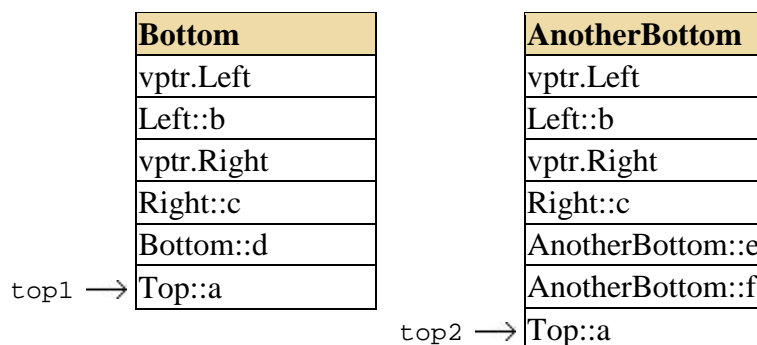 Bottom
vptr.Left
Left::b
vptr.Right
Right::c
Bottom::d
top1 Top::a
AnotherBottom
vptr.Left
Left::b
vptr.Right
Right::c
AnotherBottom::e
AnotherBottom::f
top2 Top::a